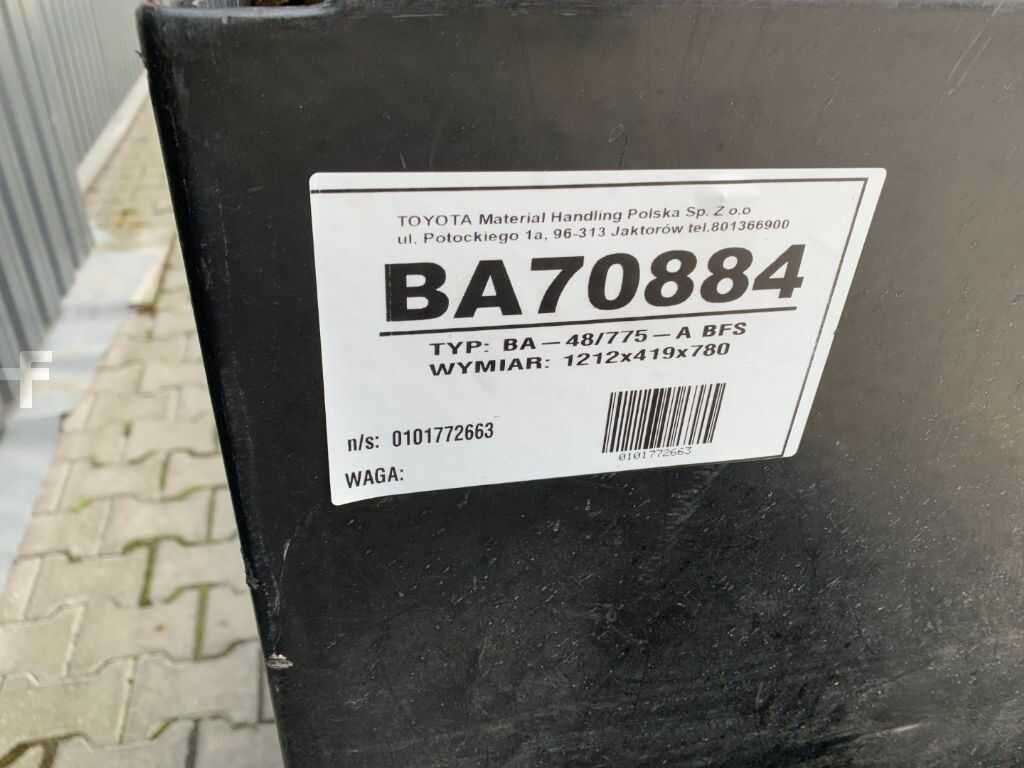 TOYOTA Material Handling Polska Sp. Z o.o
ul. Potockiego 1a, 96-313 Jaktorów tel.801366900
BA70884
TYP: BA-48/775-A BFS
WYMIAR: 1212x419x780
n/s: 0101772663
0101772663
WAGA:
F